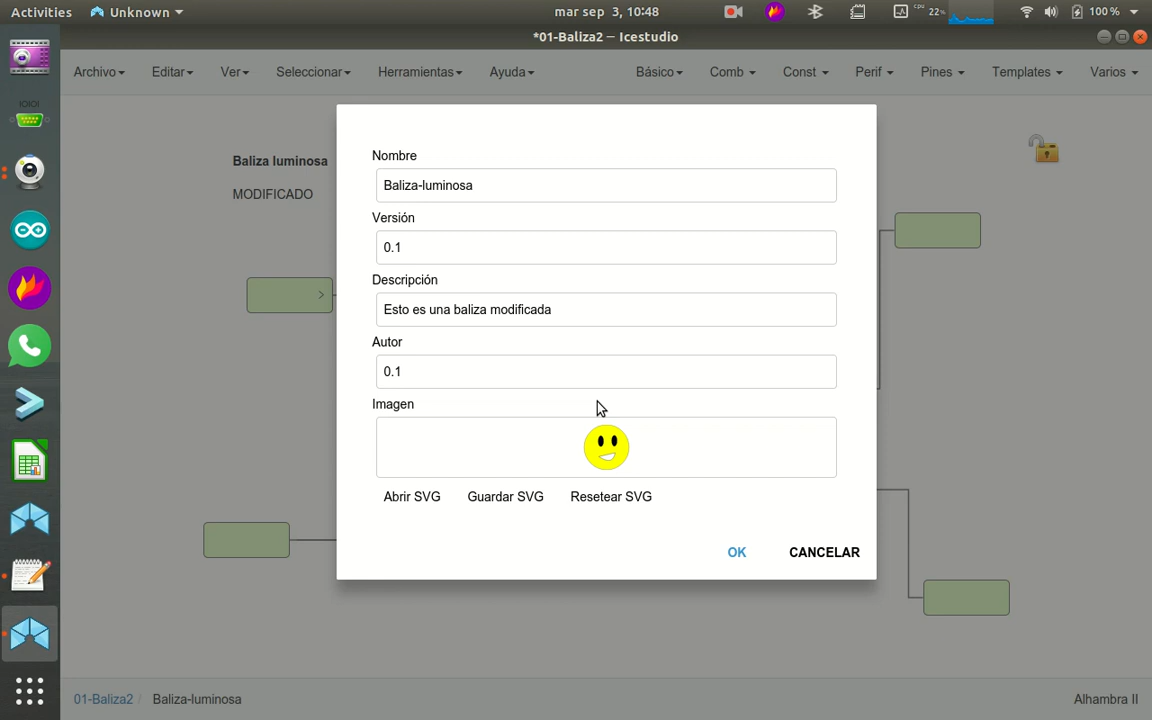 Activities
Unknown
mar sep 3, 10:48
cpu
22%
100 %
*01-Baliza2 — Icestudio
Archivo
Editar
Ver
Seleccionar
Herramientas
Ayuda
Básico
Comb
Const
Perif
Pines
Templates
Varios
Baliza luminosa
MODIFICADO
Nombre
Baliza-luminosa
Versión
0.1
Descripción
Esto es una baliza modificada
Autor
0.1
Imagen
Abrir SVG
Guardar SVG
Resetear SVG
OK
CANCELAR
01-Baliza2 / Baliza-luminosa
Alhambra II